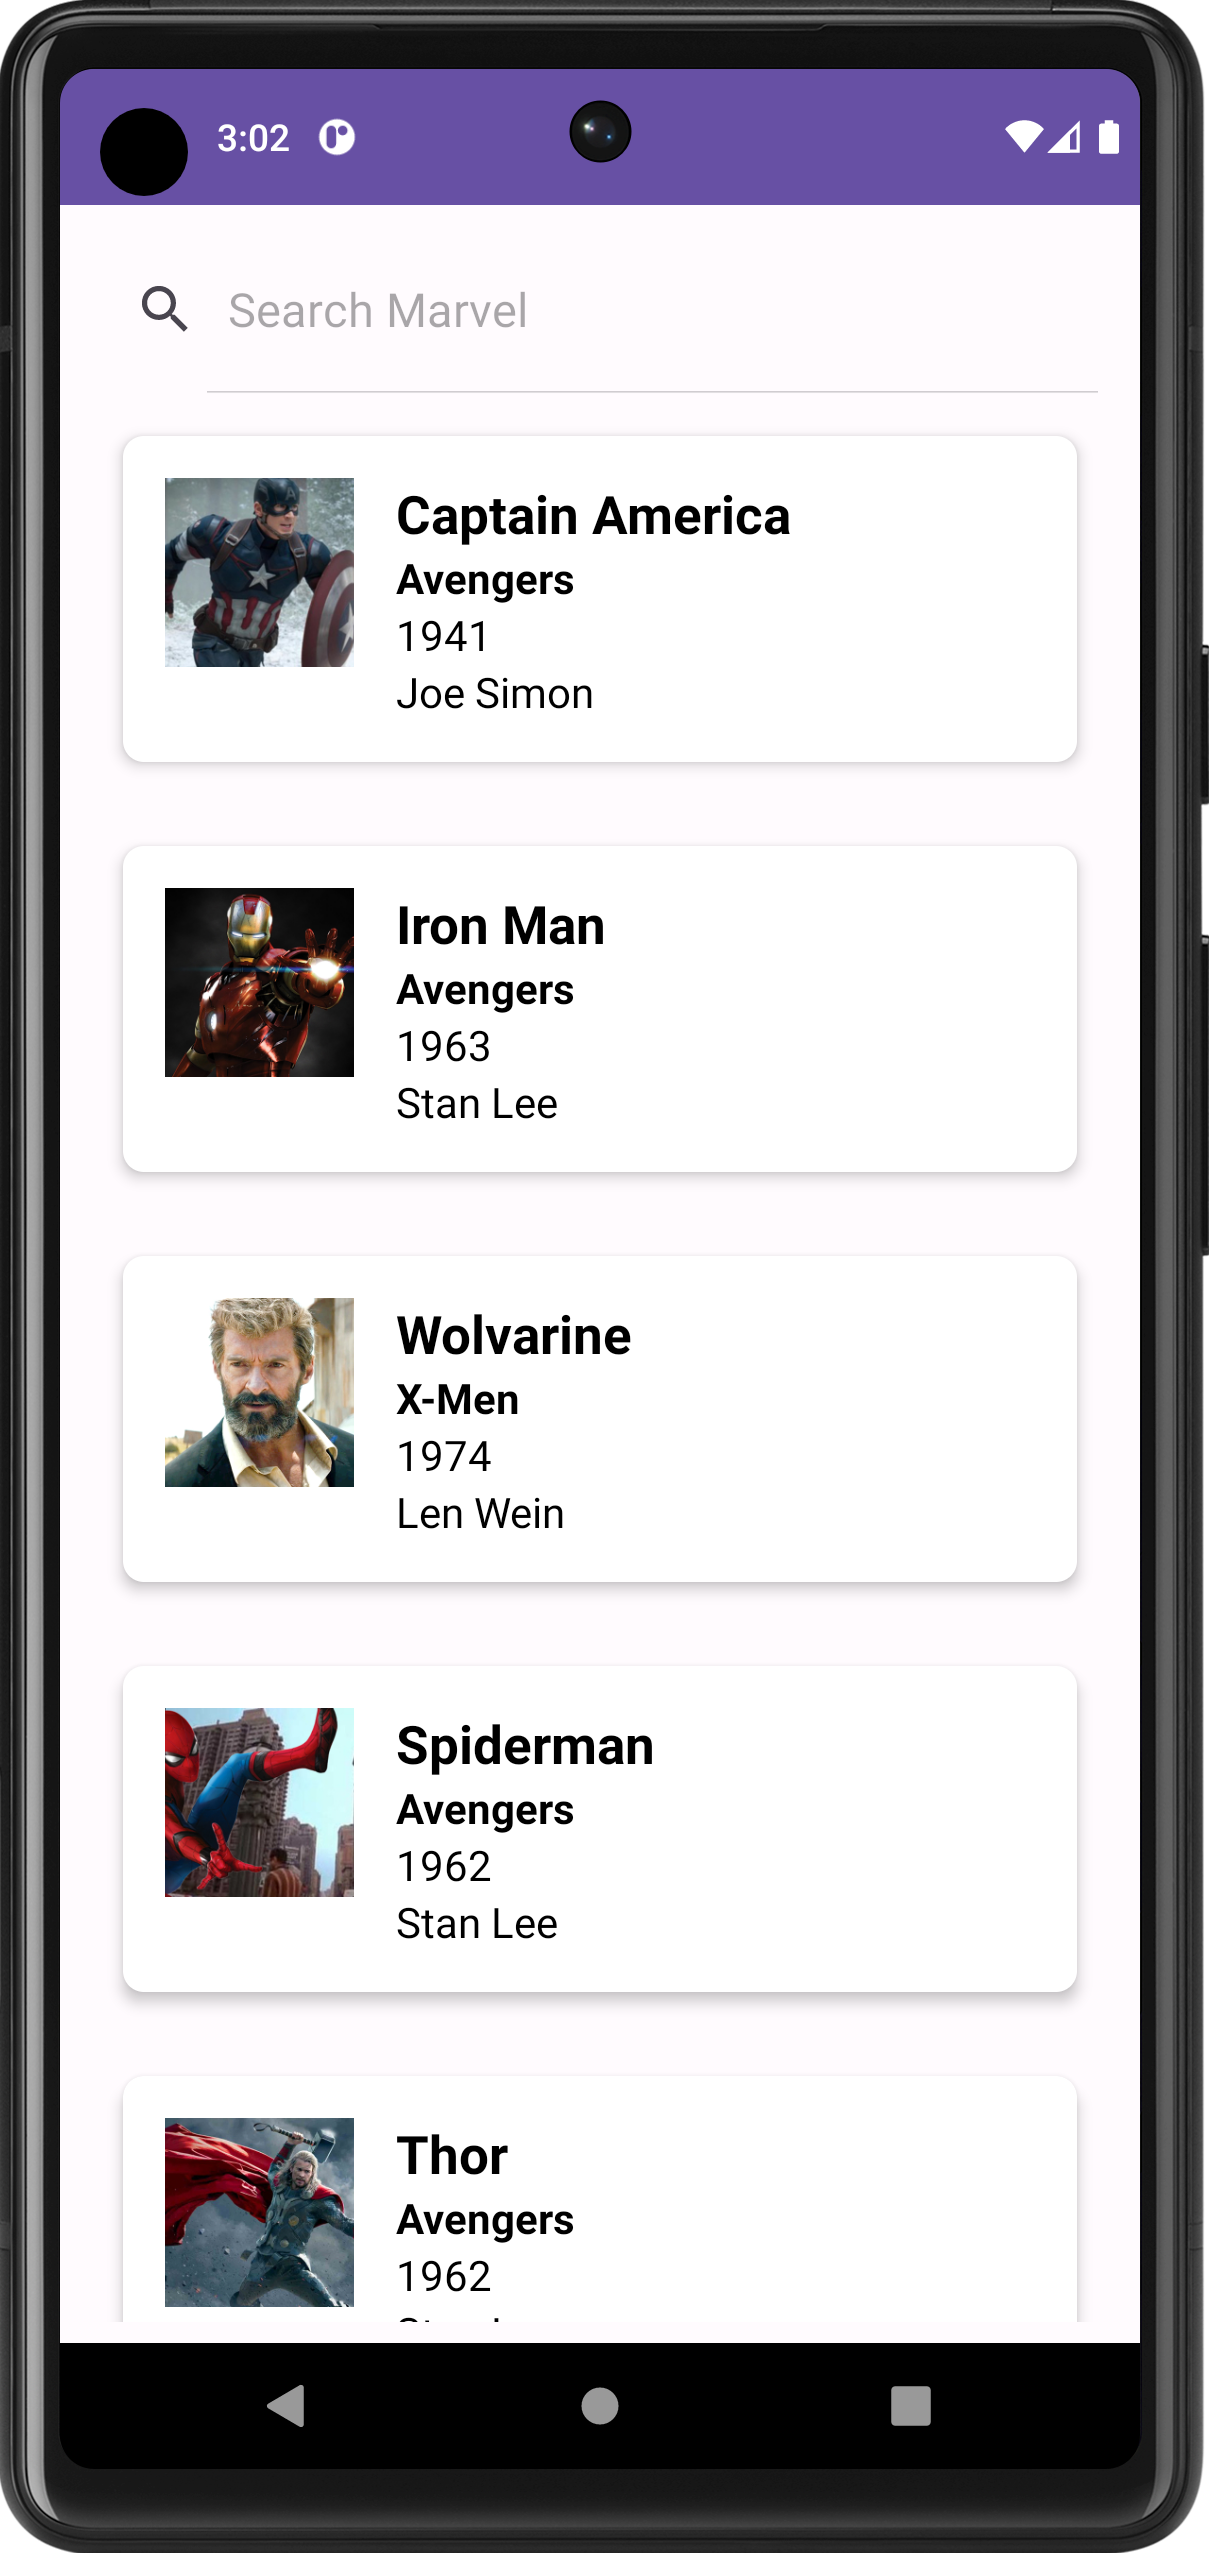 3:02
Search Marvel
Captain America
Avengers
1941
Joe Simon
Iron Man
Avengers
1963
Stan Lee
Wolvarine
X-Men
1974
Len Wein
Spiderman
Avengers
1962
Stan Lee
Thor
Avengers
1962